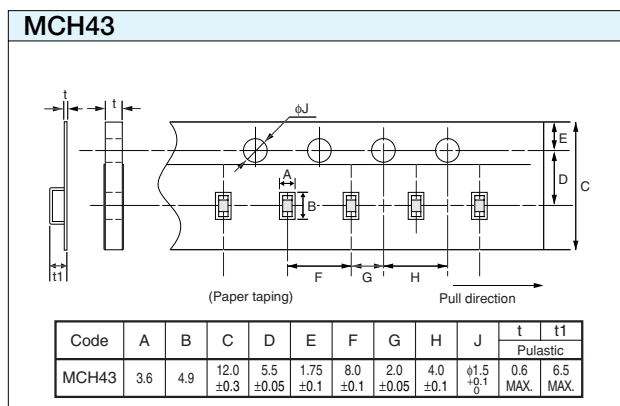 MCH43
t
t
ϕJ
E
A
D
C
B
t1
F
G
H
(Paper taping)
Pull direction
Code A B C D E F G H J t t1
Pulastic
MCH43 3.6 4.9 12.0 ±0.3 5.5 ±0.05 1.75 ±0.1 8.0 ±0.1 2.0 ±0.05 4.0 ±0.1 ϕ1.5 +0.1 0 0.6 MAX. 6.5 MAX.